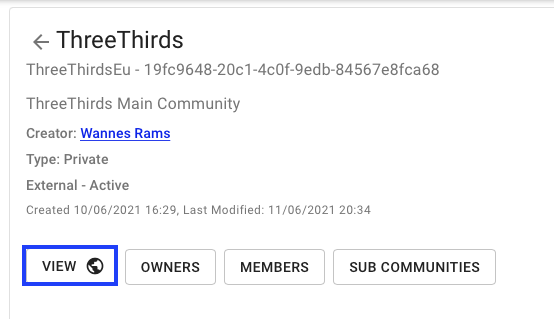 ThreeThirds
ThreeThirdsEu - 19fc9648-20c1-4c0f-9edb-84567e8fca68
ThreeThirds Main Community
Creator: Wannes Rams
Type: Private
External - Active
Created 10/06/2021 16:29, Last Modified: 11/06/2021 20:34
VIEW OWNERS MEMBERS SUB COMMUNITIES